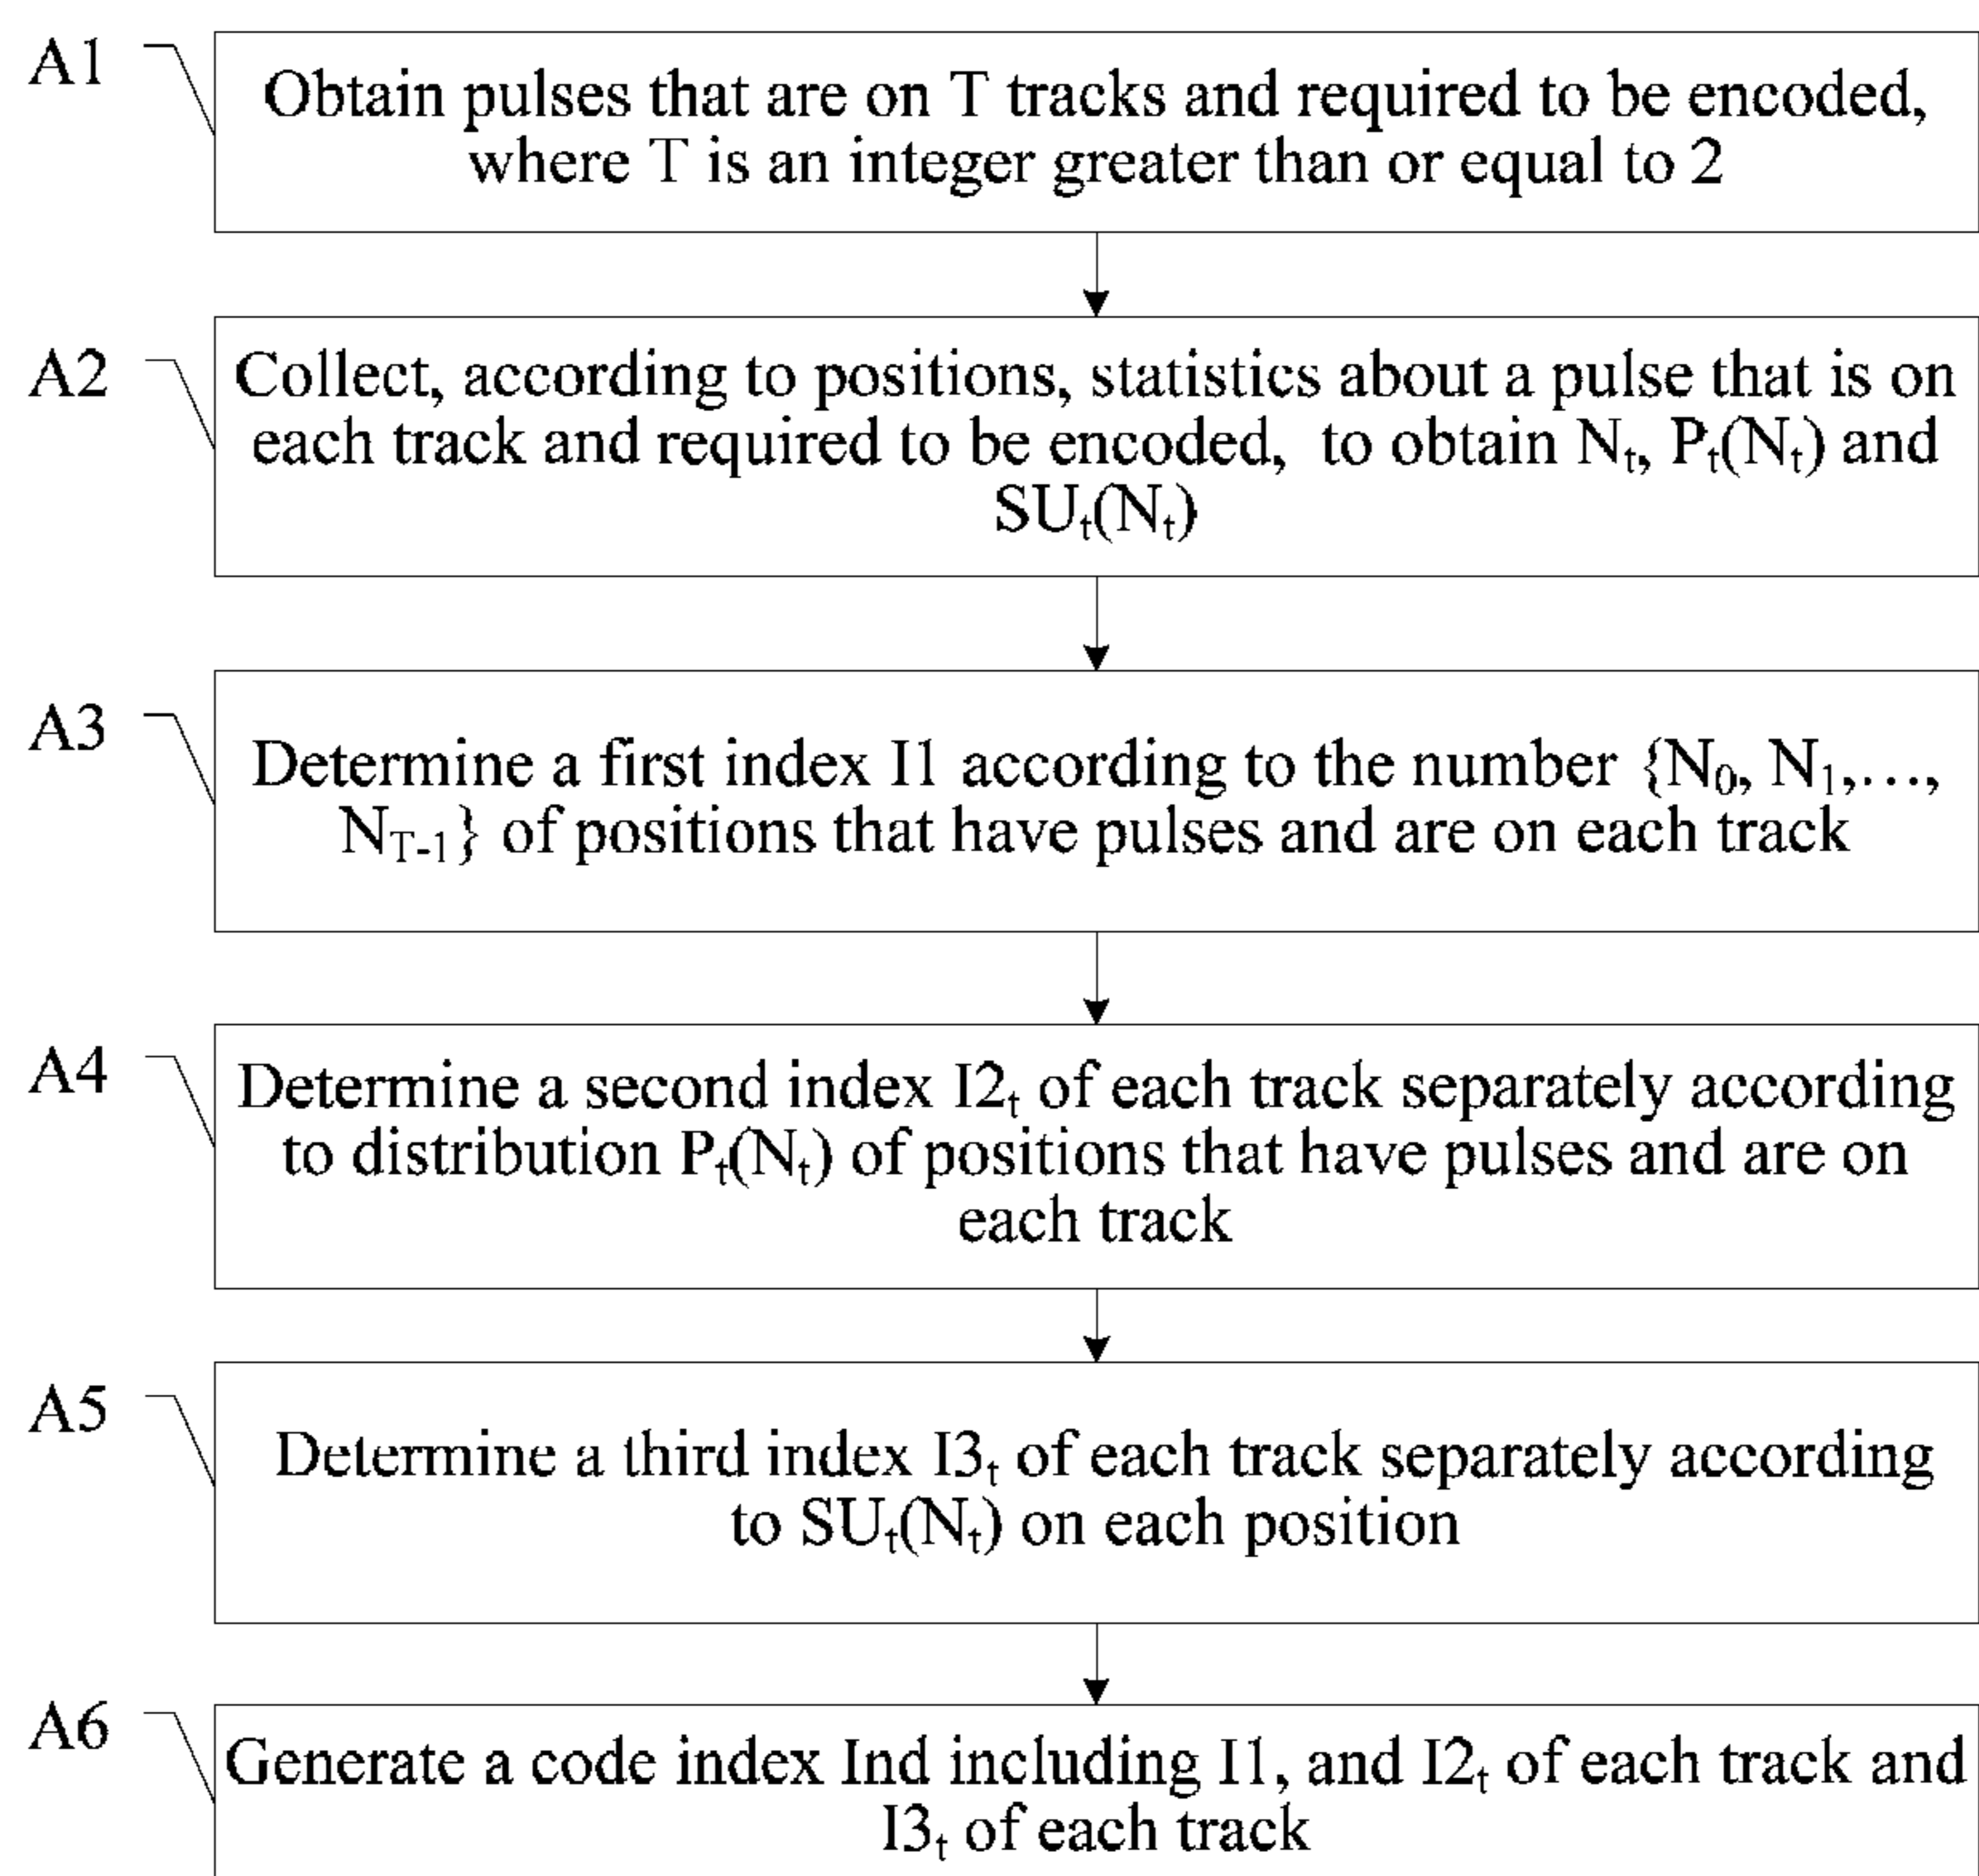 A1
Obtain pulses that are on T tracks and required to be encoded,
where T is an integer greater than or equal to 2
A2
Collect, according to positions, statistics about a pulse that is on
each track and required to be encoded, to obtain Nₜ, Pₜ(Nₜ) and
SUₜ(Nₜ)
A3
Determine a first index I1 according to the number {N₀, N₁,…,
N_T-1} of positions that have pulses and are on each track
A4
Determine a second index I2ₜ of each track separately according
to distribution Pₜ(Nₜ) of positions that have pulses and are on
each track
A5
Determine a third index I3ₜ of each track separately according
to SUₜ(Nₜ) on each position
A6
Generate a code index Ind including I1, and I2ₜ of each track and
I3ₜ of each track